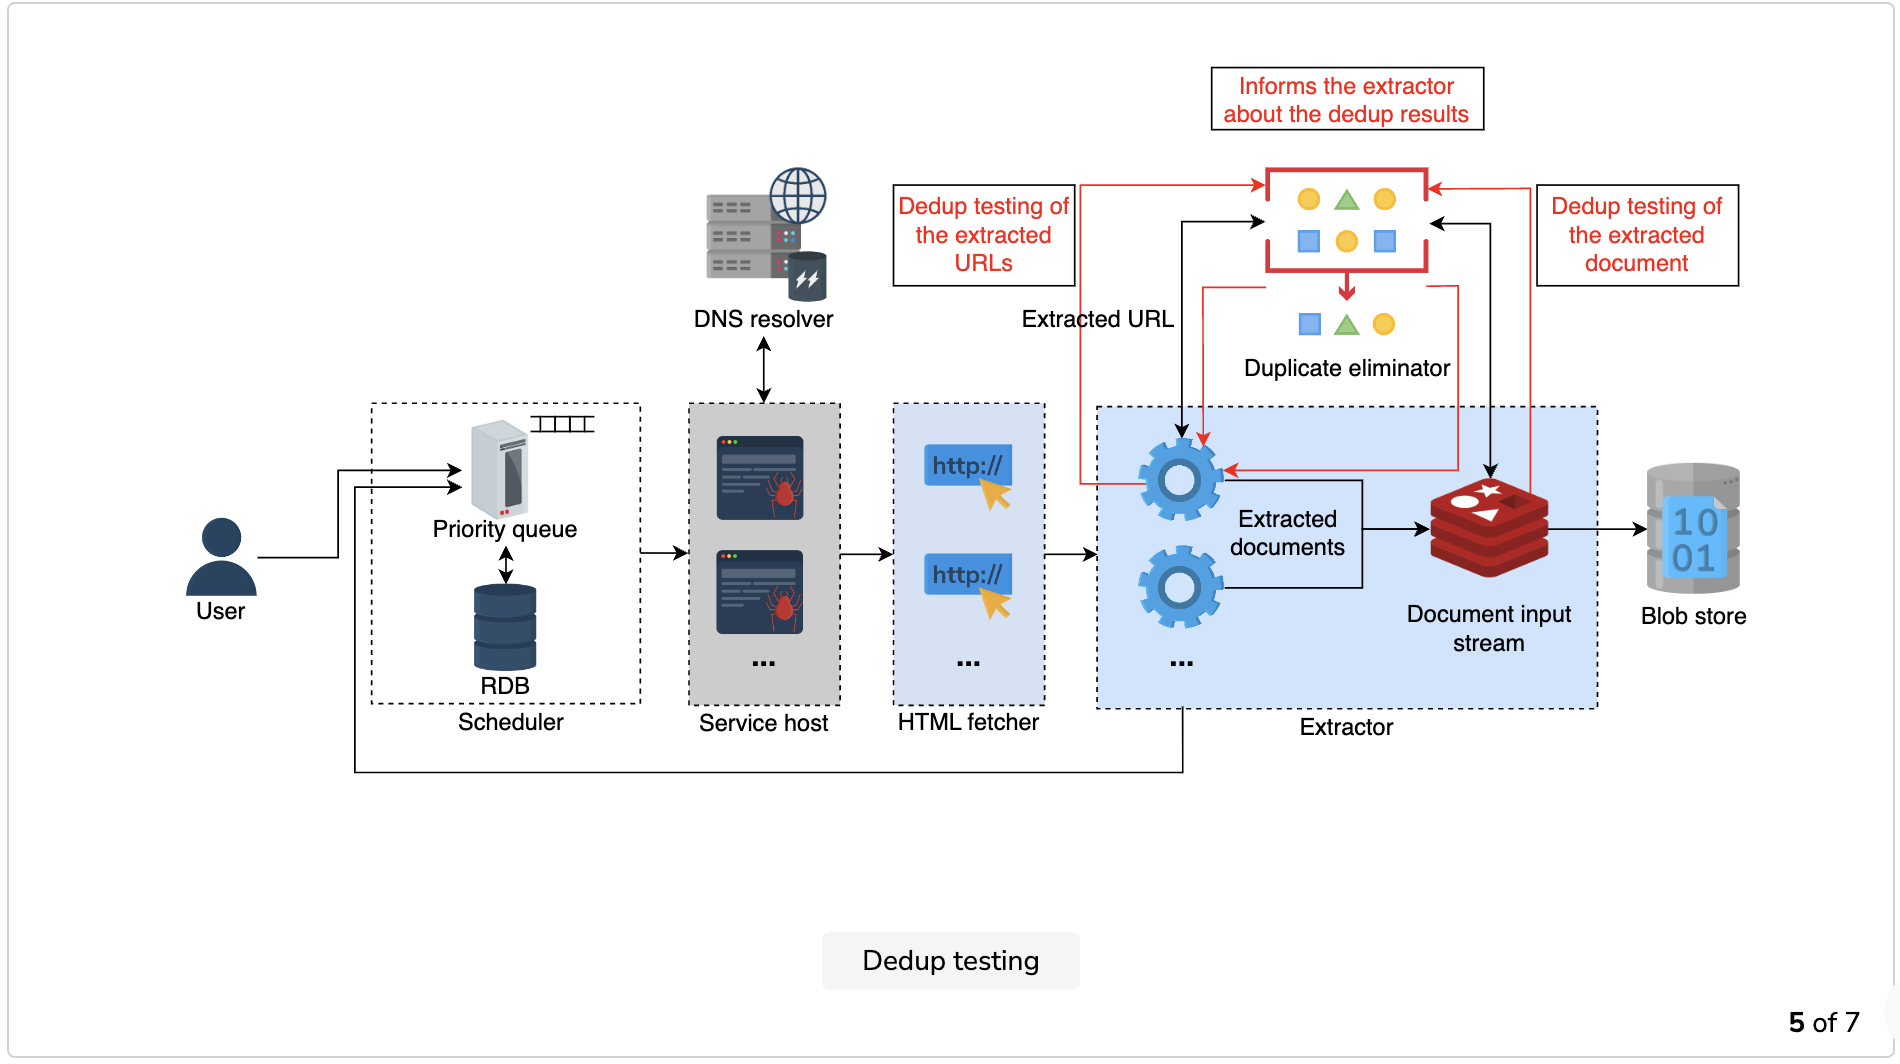 Informs the extractor
about the dedup results
Dedup testing of
the extracted
URLs
Dedup testing of
the extracted
document
DNS resolver
Extracted URL
Duplicate eliminator
http://
Priority queue
Extracted
documents
http://
10
01
User
Document input
stream
Blob store
RDB
...
...
...
Scheduler
Service host
HTML fetcher
Extractor
Dedup testing
5 of 7